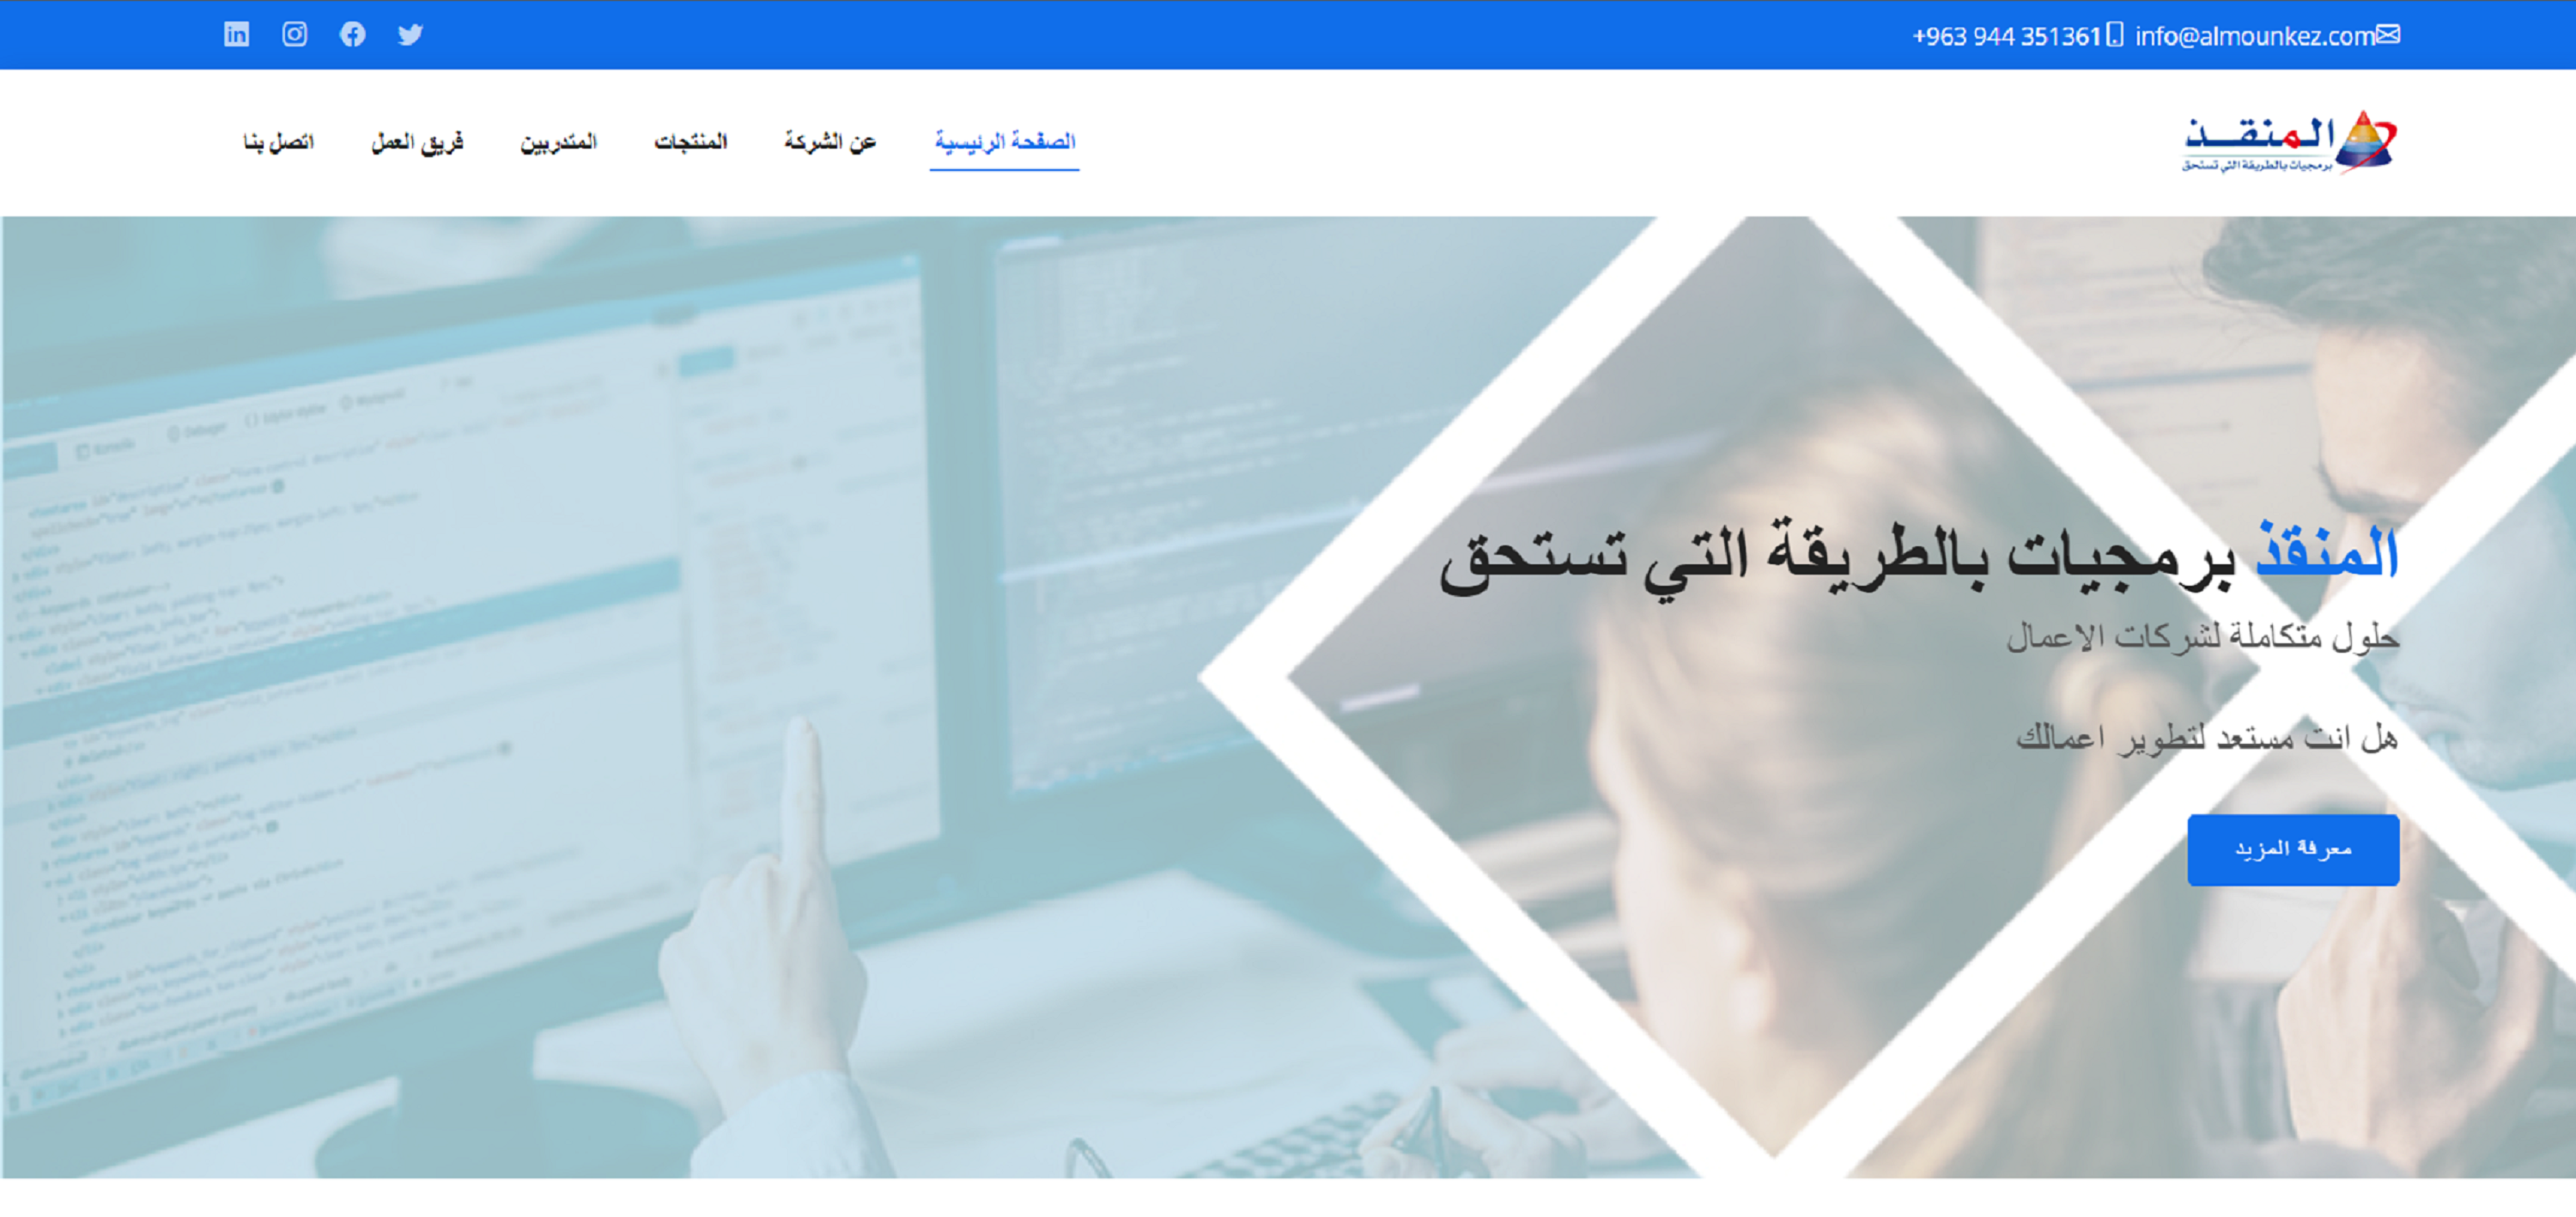 info@almounkez.com +963 944 351361
المنقـــذ
برمجيات بالطريقة التي تستحق
الصفحة الرئيسية
عن الشركة
المنتجات
المتدربين
فريق العمل
اتصل بنا
المنقذ برمجيات بالطريقة التي تستحق
حلول متكاملة لشركات الاعمال
هل انت مستعد لتطوير اعمالك
معرفة المزيد